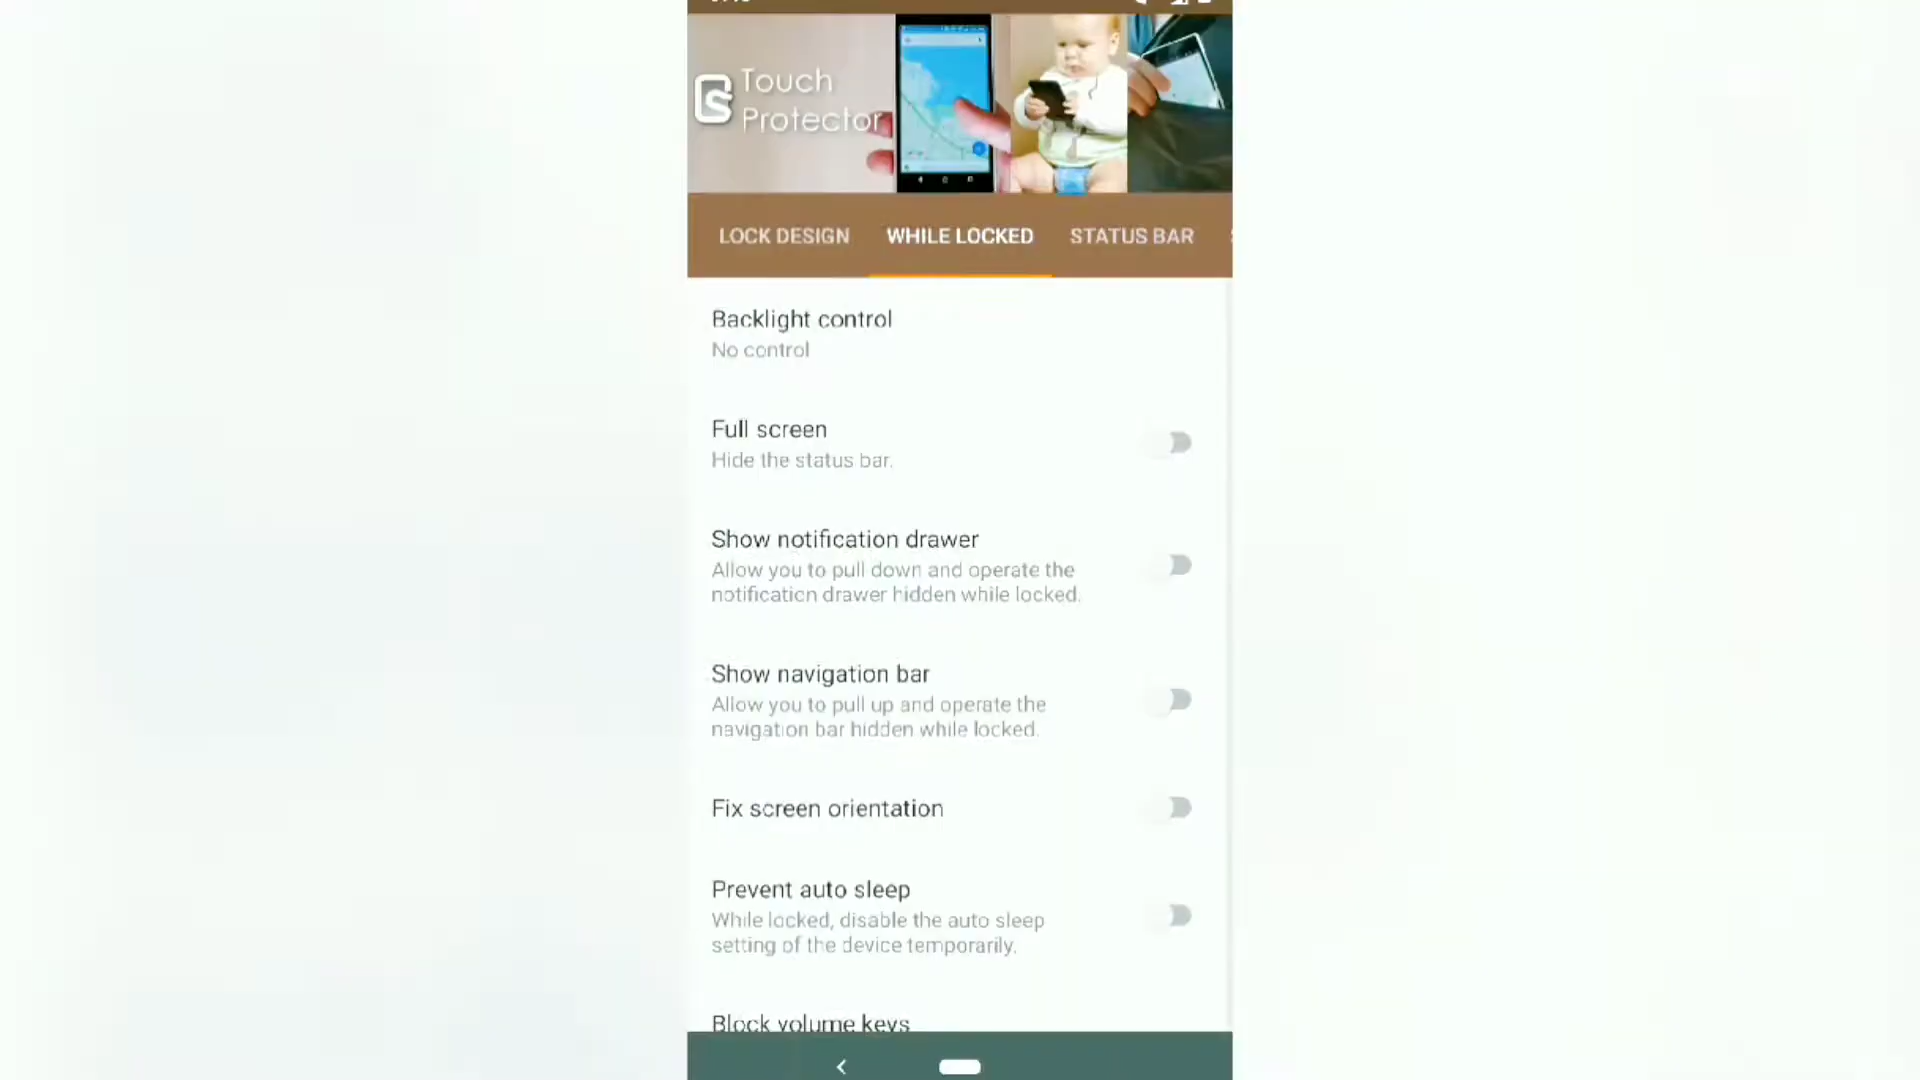 Touch
Protector
LOCK DESIGN
WHILE LOCKED
STATUS BAR
Backlight control
No control
Full screen
Hide the status bar.
Show notification drawer
Allow you to pull down and operate the
notification drawer hidden while locked.
Show navigation bar
Allow you to pull up and operate the
navigation bar hidden while locked.
Fix screen orientation
Prevent auto sleep
While locked, disable the auto sleep
setting of the device temporarily.
Block volume keys